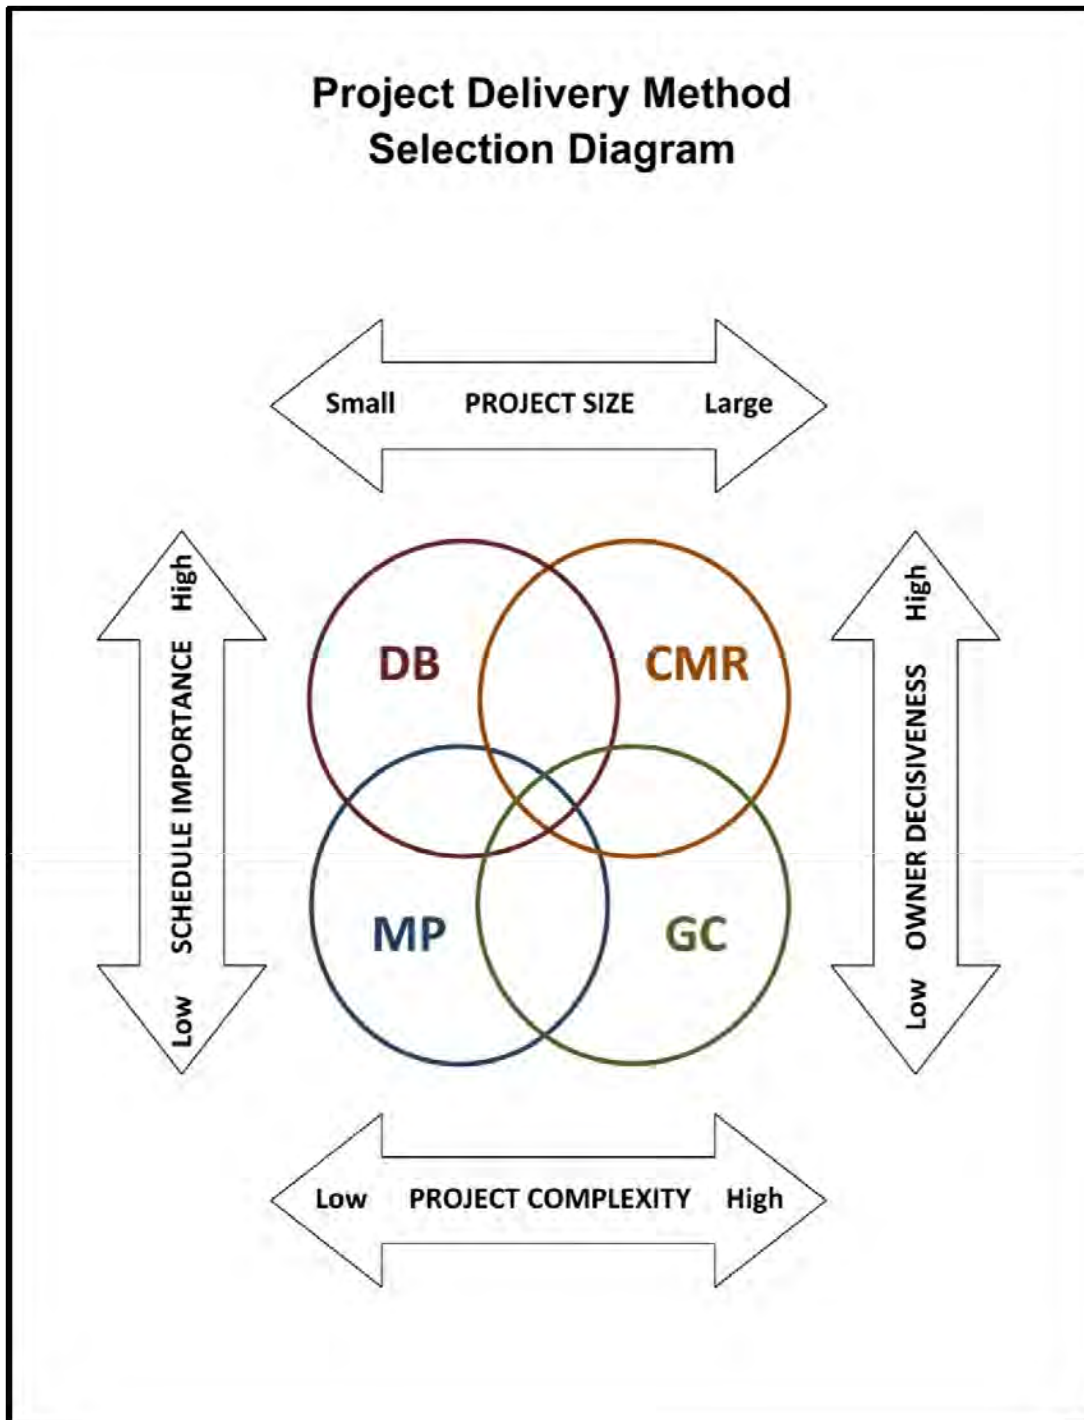 Project Delivery Method
Selection Diagram
Small PROJECT SIZE Large
High
SCHEDULE IMPORTANCE
Low
DB
CMR
MP
GC
High
OWNER DECISIVENESS
Low
Low PROJECT COMPLEXITY High